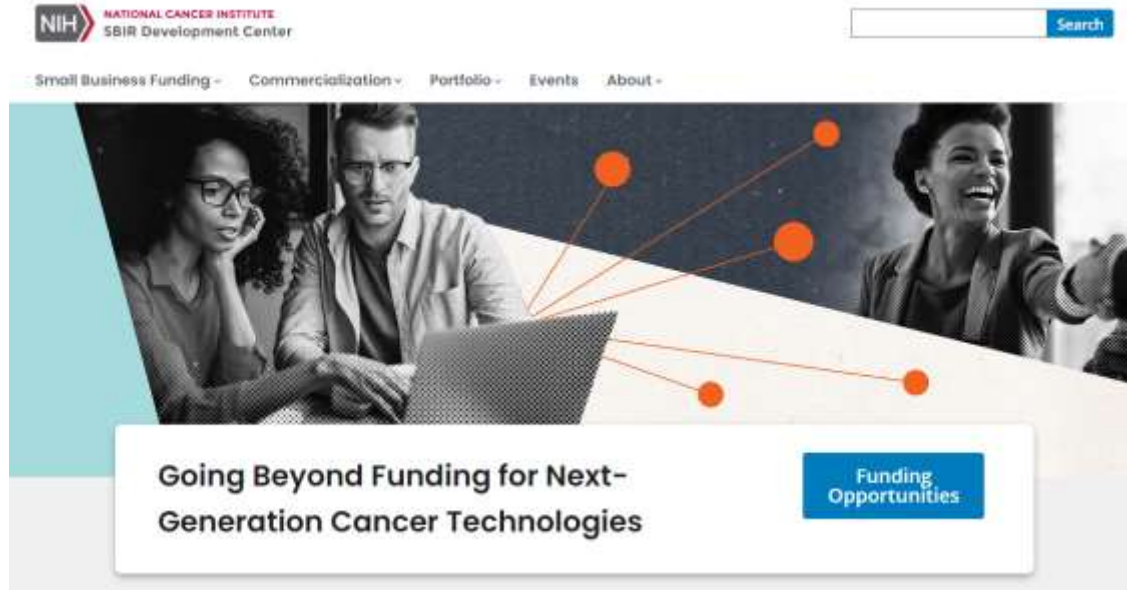 NIH NATIONAL CANCER INSTITUTE
SBIR Development Center
Search
Small Business Funding Commercialization Portfolio Events About
Going Beyond Funding for Next-
Generation Cancer Technologies
Funding
Opportunities